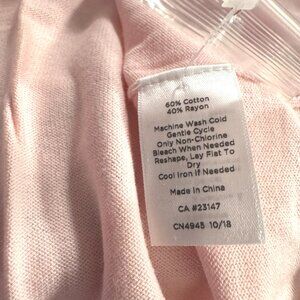 60% Cotton
40% Rayon
Machine Wash Cold
Gentle Cycle
Only Non-Chlorine
Bleach When Needed
Reshape, Lay Flat To
Dry
Cool Iron If Needed
Made In China
CA #23147
CN4945 10/18